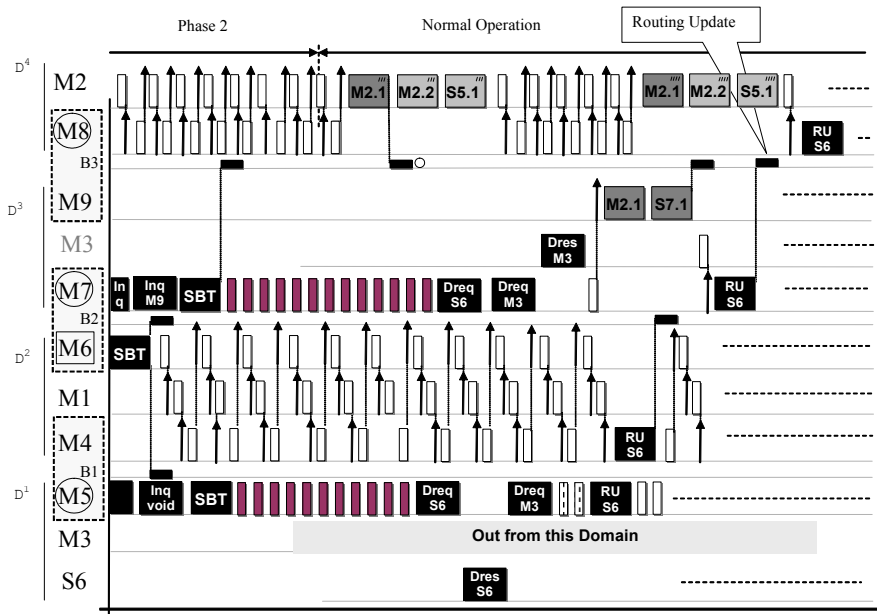 Phase 2
Normal Operation
Routing Update
D4
M2
M2.1
M2.2
S5.1
M2.1
M2.2
S5.1
M8
RU
S6
B3
D3
M9
M2.1
S7.1
M3
Dres
M3
M7
In
q
Inq
M9
SBT
Dreq
S6
Dreq
M3
RU
S6
B2
D2
M6
SBT
M1
M4
RU
S6
B1
D1
M5
Inq
void
SBT
Dreq
S6
Dreq
M3
RU
S6
M3
Out from this Domain
S6
Dres
S6